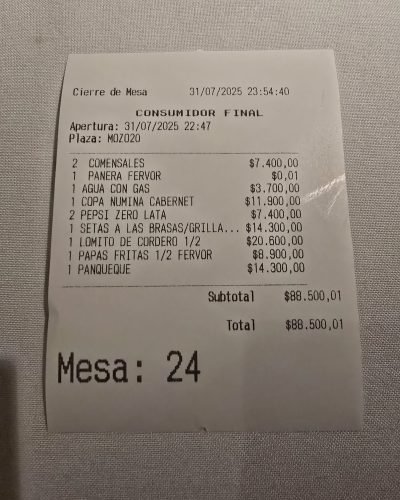 Cierre de Mesa 31/07/2025 23:54:40
CONSUMIDOR FINAL
Apertura: 31/07/2025 22:47
Plaza: MOZO20
2 COMENSALES $7.400,00
1 PANERA FERVOR $0,01
1 AGUA CON GAS $3.700,00
1 COPA NUMINA CABERNET $11.900,00
2 PEPSI ZERO LATA $7.400,00
1 SETAS A LAS BRASAS/GRILLA... $14.300,00
1 LOMITO DE CORDERO 1/2 $20.600,00
1 PAPAS FRITAS 1/2 FERVOR $8.900,00
1 PANQUEQUE $14.300,00
Subtotal $88.500,01
Total $88.500,01
Mesa: 24